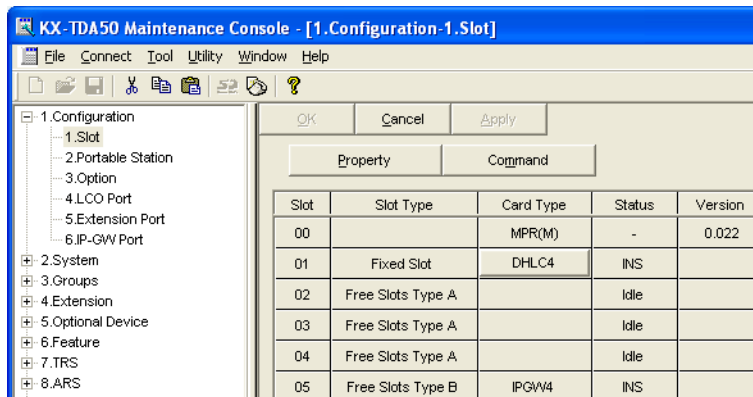 KX-TDA50 Maintenance Console - [1.Configuration-1.Slot]
File Connect Tool Utility Window Help
1.Configuration
1.Slot
2.Portable Station
3.Option
4.LCO Port
5.Extension Port
6.IP-GW Port
2.System
3.Groups
4.Extension
5.Optional Device
6.Feature
7.TRS
8.ARS
OK Cancel Apply
Property Command
Slot Slot Type Card Type Status Version
00 MPR(M) - 0.022
01 Fixed Slot DHLC4 INS
02 Free Slots Type A Idle
03 Free Slots Type A Idle
04 Free Slots Type A Idle
05 Free Slots Type B IPGW4 INS